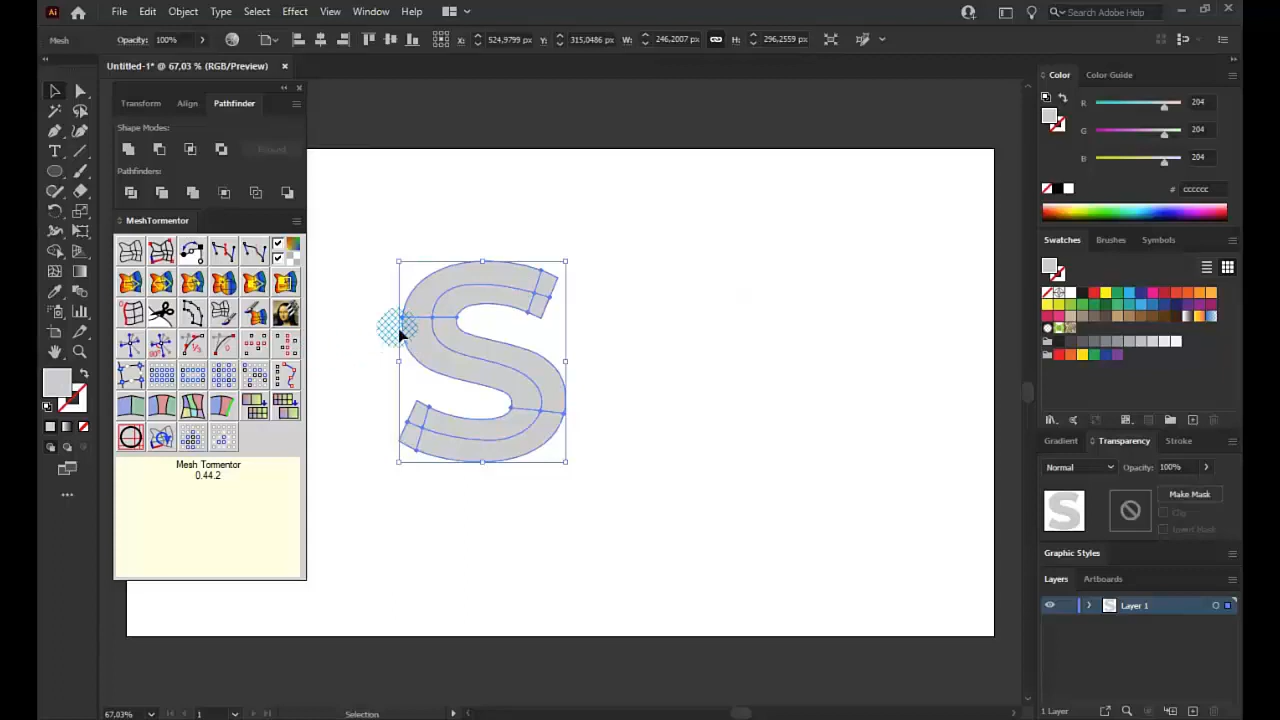 Ai File Edit Object Type Select Effect View Window Help Search Adobe Help
Mesh Opacity: 100% X: 524,9799 px Y: 315,0486 px W: 246,2007 px H: 296,2559 px
Untitled-1* @ 67,03 % (RGB/Preview)
Color Color Guide
Transform Align Pathfinder
R 204
Shape Modes:
G 204
B 204
Pathfinders:
# cccccc
MeshTormentor
Swatches Brushes Symbols
S
Gradient Transparency Stroke
Mesh Tormentor
0.44.2
Normal Opacity: 100%
Make Mask
S
Clip
Invert Mask
Graphic Styles
Layers Artboards
Layer 1
67,03% 1 Selection
1 Layer